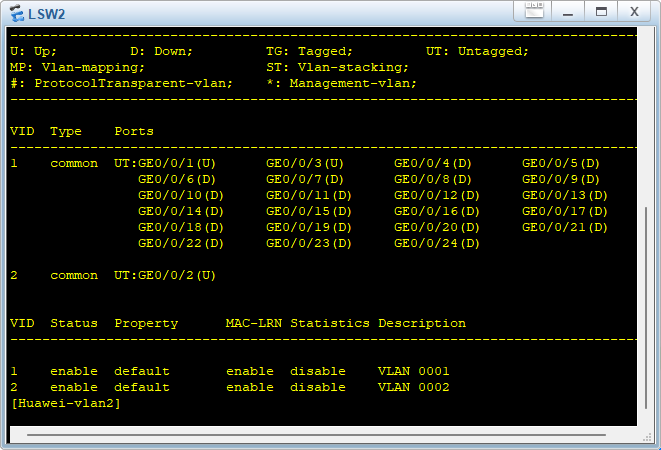 LSW2
X
--------------------------------------------------------------------------------
U: Up;         D: Down;         TG: Tagged;         UT: Untagged;
MP: Vlan-mapping;               ST: Vlan-stacking;
#: ProtocolTransparent-vlan;    *: Management-vlan;
--------------------------------------------------------------------------------
VID  Type    Ports
--------------------------------------------------------------------------------
1    common  UT:GE0/0/1(U)      GE0/0/3(U)      GE0/0/4(D)      GE0/0/5(D)
                GE0/0/6(D)      GE0/0/7(D)      GE0/0/8(D)      GE0/0/9(D)
                GE0/0/10(D)     GE0/0/11(D)     GE0/0/12(D)     GE0/0/13(D)
                GE0/0/14(D)     GE0/0/15(D)     GE0/0/16(D)     GE0/0/17(D)
                GE0/0/18(D)     GE0/0/19(D)     GE0/0/20(D)     GE0/0/21(D)
                GE0/0/22(D)     GE0/0/23(D)     GE0/0/24(D)
2    common  UT:GE0/0/2(U)
VID  Status  Property      MAC-LRN Statistics Description
--------------------------------------------------------------------------------
1    enable  default       enable  disable    VLAN 0001
2    enable  default       enable  disable    VLAN 0002
[Huawei-vlan2]